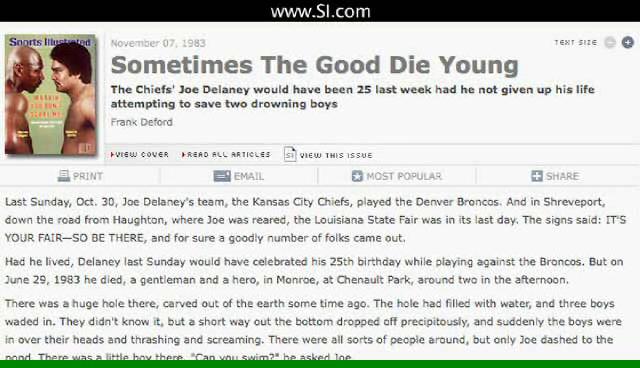 www.SI.com
Sports Illustrated
November 07, 1983
TEXT SIZE
Sometimes The Good Die Young
The Chiefs' Joe Delaney would have been 25 last week had he not given up his life
attempting to save two drowning boys
Frank Deford
VIEW COVER READ ALL ARTICLES SI VIEW THIS ISSUE
PRINT EMAIL MOST POPULAR SHARE
Last Sunday, Oct. 30, Joe Delaney's team, the Kansas City Chiefs, played the Denver Broncos. And in Shreveport,
down the road from Haughton, where Joe was reared, the Louisiana State Fair was in its last day. The signs said: IT'S
YOUR FAIR—SO BE THERE, and for sure a goodly number of folks came out.
Had he lived, Delaney last Sunday would have celebrated his 25th birthday while playing against the Broncos. But on
June 29, 1983 he died, a gentleman and a hero, in Monroe, at Chenault Park, around two in the afternoon.
There was a huge hole there, carved out of the earth some time ago. The hole had filled with water, and three boys
waded in. They didn't know it, but a short way out the bottom dropped off precipitously, and suddenly the boys were
in over their heads and thrashing and screaming. There were all sorts of people around, but only Joe dashed to the
pond. There was a little boy there. "Can you swim?" he asked Joe.